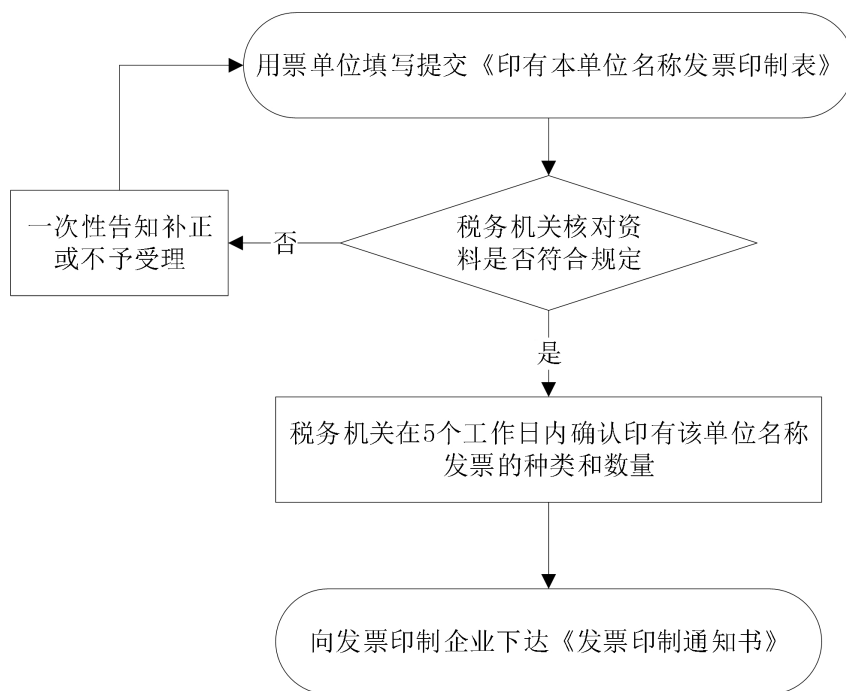 用票单位填写提交《印有本单位名称发票印制表》
一次性告知补正
或不予受理
否
税务机关核对资
料是否符合规定
是
税务机关在5个工作日内确认印有该单位名称
发票的种类和数量
向发票印制企业下达《发票印制通知书》